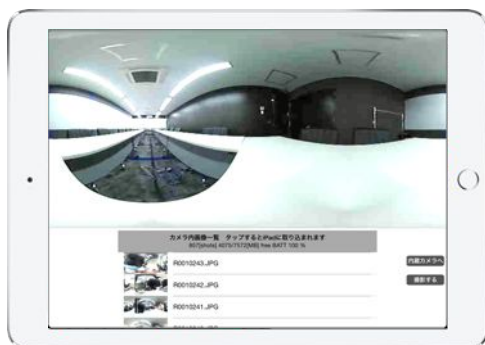 カメラ内画像一覧 タップするとiPadに取り込まれます
807[shots] 4075/7572[MB] free BATT 100 %
内蔵カメラへ
R0010243.JPG
撮影する
R0010242.JPG
R0010241.JPG